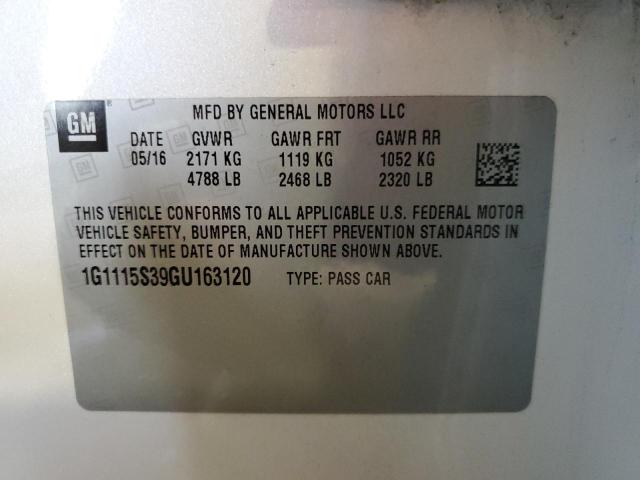 GM
®
MFD BY GENERAL MOTORS LLC
DATE GVWR GAWR FRT GAWR RR
05/16 2171 KG 1119 KG 1052 KG
4788 LB 2468 LB 2320 LB
THIS VEHICLE CONFORMS TO ALL APPLICABLE U.S. FEDERAL MOTOR
VEHICLE SAFETY, BUMPER, AND THEFT PREVENTION STANDARDS IN
EFFECT ON THE DATE OF MANUFACTURE SHOWN ABOVE.
1G1115S39GU163120 TYPE: PASS CAR